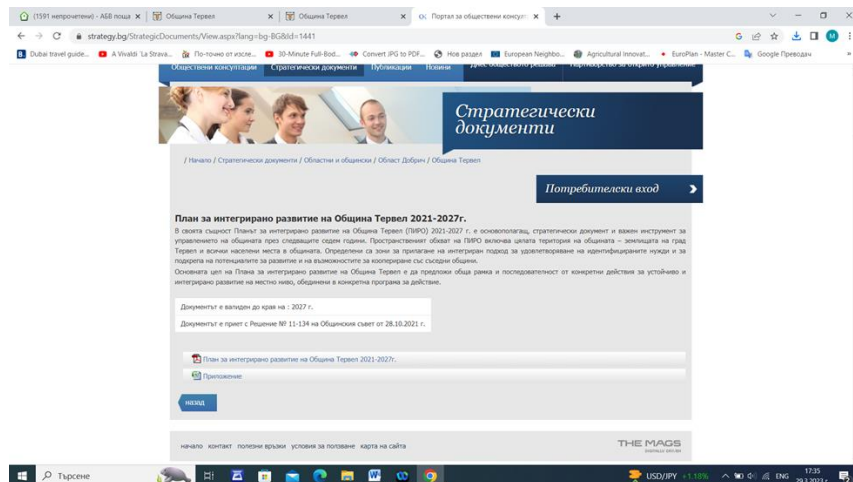 (1591 непрочетени) - АБВ поща
Община Тервел
Община Тервел
Портал за обществени консулт
strategy.bg/StrategicDocuments/View.aspx?lang=bg-BG&Id=1441
Dubai travel guide...
A Vivaldi 'La Strava...
По-точно от изсле...
30-Minute Full-Bod...
Convert JPG to PDF...
Нов раздел
European Neighbo...
Agricultural Innovat...
EuroPlan - Master C...
Google Преводач
Обществени консултации
Стратегически документи
Публикации
Новини
Днес обществото решава
Партньорство за открито управление
Стратегически
документи
/ Начало / Стратегически документи / Областни и общински / Област Добрич / Община Тервел
Потребителски вход
План за интегрирано развитие на Община Тервел 2021-2027г.
В своята същност Планът за интегрирано развитие на Община Тервел (ПИРО) 2021-2027 г. е основополагащ, стратегически документ и важен инструмент за
управлението на общината през следващите седем години. Пространственият обхват на ПИРО включва цялата територия на общината – землищата на град
Тервел и всички населени места в общината. Определени са зони за прилагане на интегриран подход за удовлетворяване на идентифицираните нужди и за
подкрепа на потенциалите за развитие и на възможностите за коопериране със съседни общини.
Основната цел на Плана за интегрирано развитие на Община Тервел е да предложи обща рамка и последователност от конкретни действия за устойчиво и
интегрирано развитие на местно ниво, обединени в конкретна програма за действие.
Документът е валиден до края на : 2027 г.
Документът е приет с Решение № 11-134 на Общинския съвет от 28.10.2021 г.
План за интегрирано развитие на Община Тервел 2021-2027г.
Приложение
назад
начало контакт полезни връзки условия за ползване карта на сайта
THE MAGS
Търсене
USD/JPY +1.18%
ENG
17:35
29.3.2023 г.